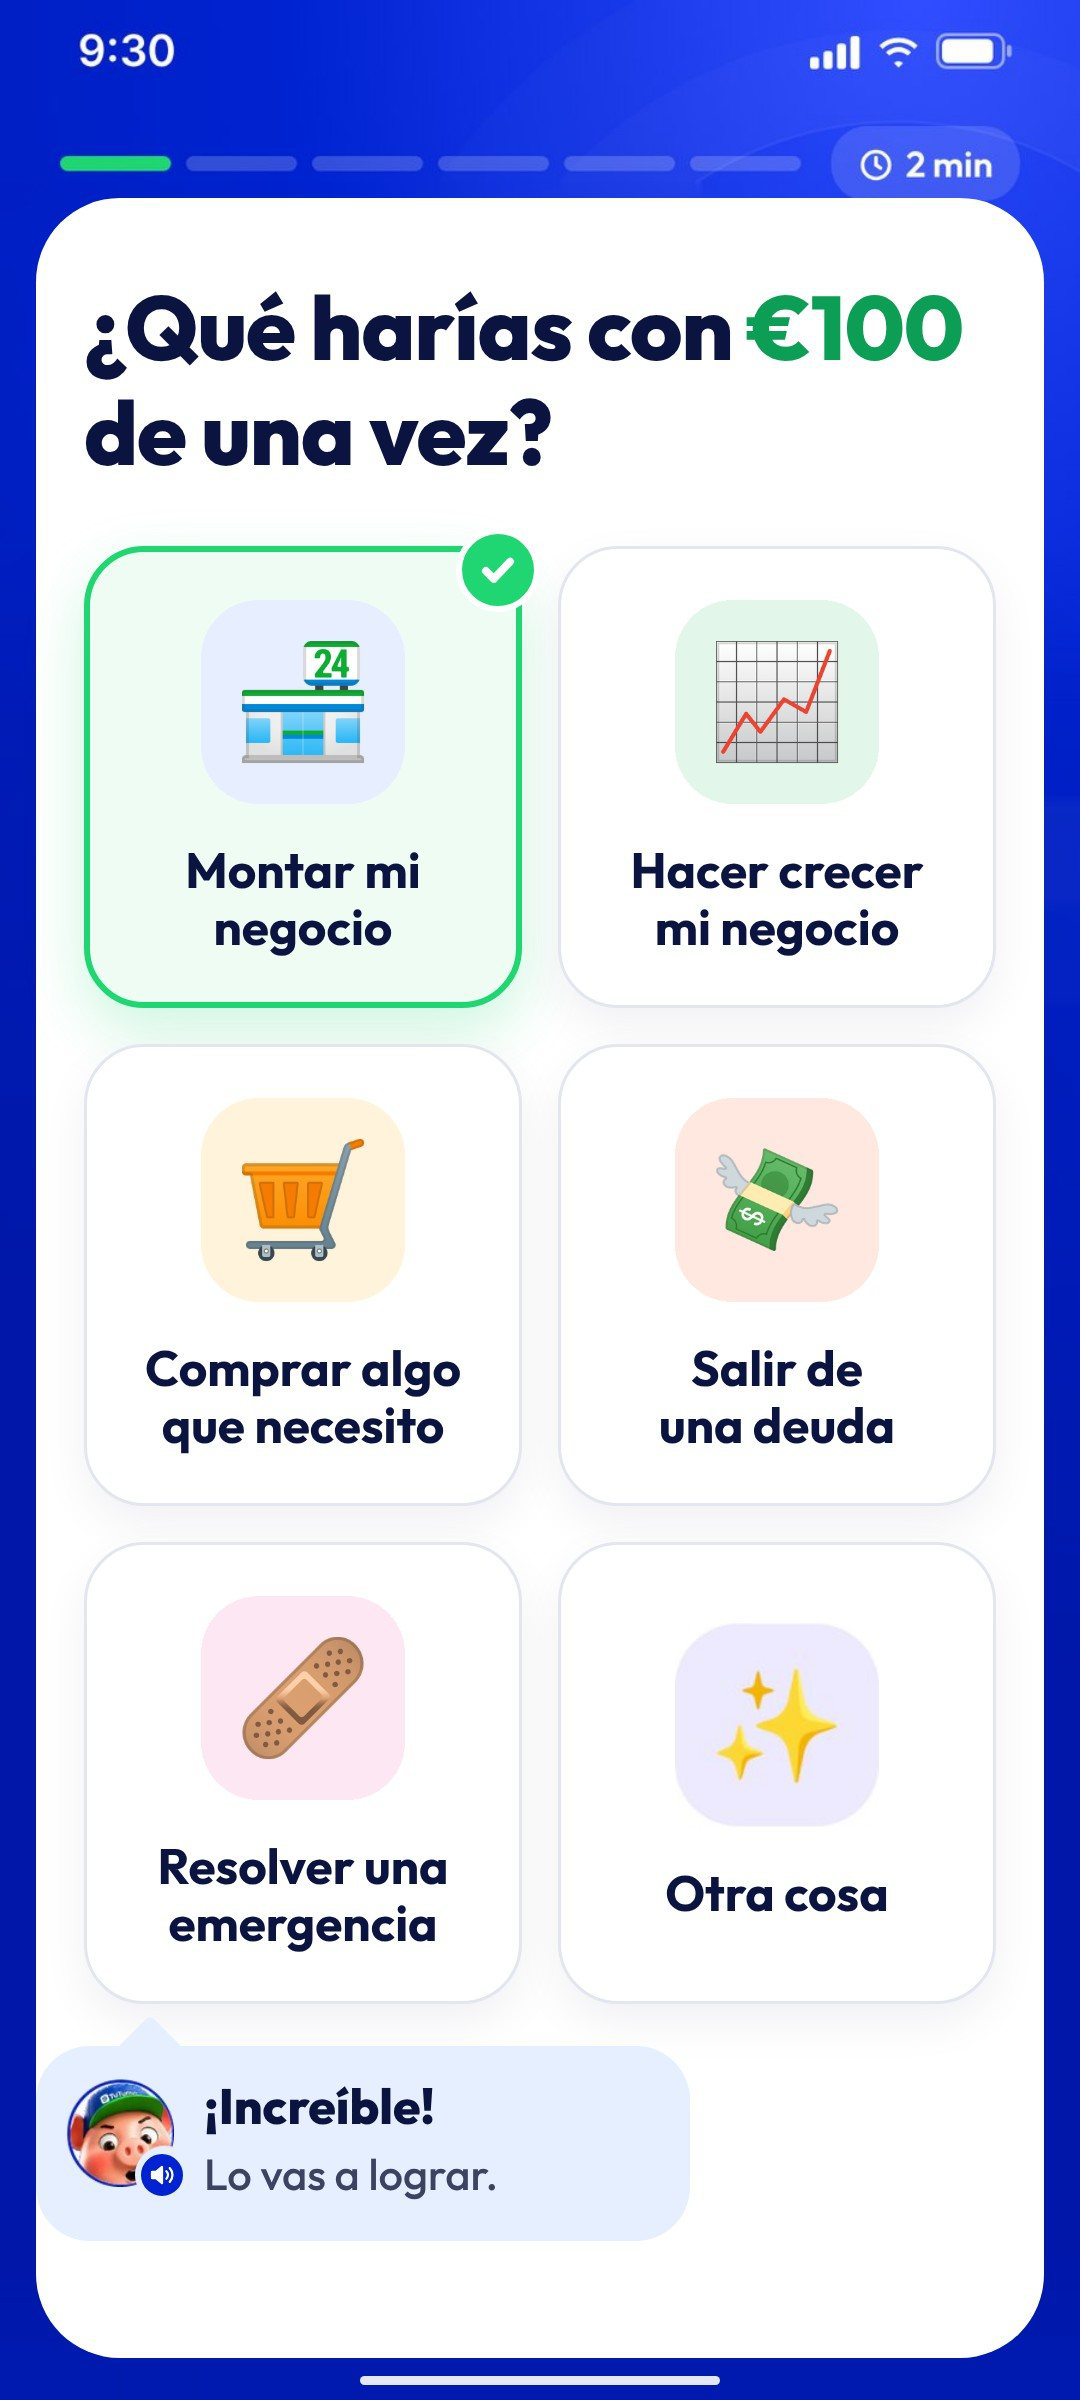 9:30
2 min
¿Qué harías con €100
de una vez?
24
Montar mi
negocio
Hacer crecer
mi negocio
Comprar algo
que necesito
Salir de
una deuda
Resolver una
emergencia
Otra cosa
¡Increíble!
Lo vas a lograr.